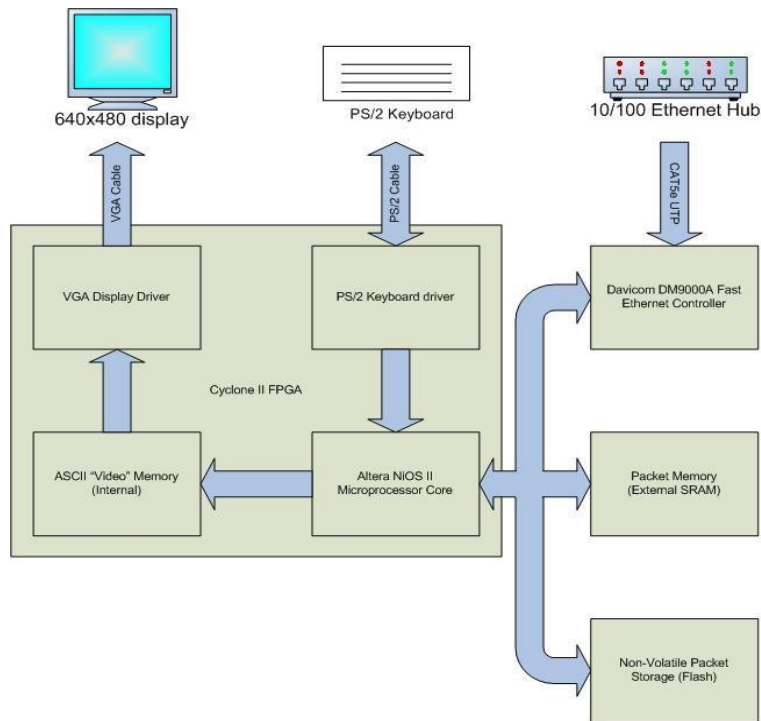 640x480 display
PS/2 Keyboard
10/100 Ethernet Hub
VGA Cable
PS/2 Cable
CAT5e UTP
VGA Display Driver
PS/2 Keyboard driver
Davicom DM9000A Fast
Ethernet Controller
Cyclone II FPGA
ASCII “Video” Memory
(Internal)
Altera NiOS II
Microprocessor Core
Packet Memory
(External SRAM)
Non-Volatile Packet
Storage (Flash)